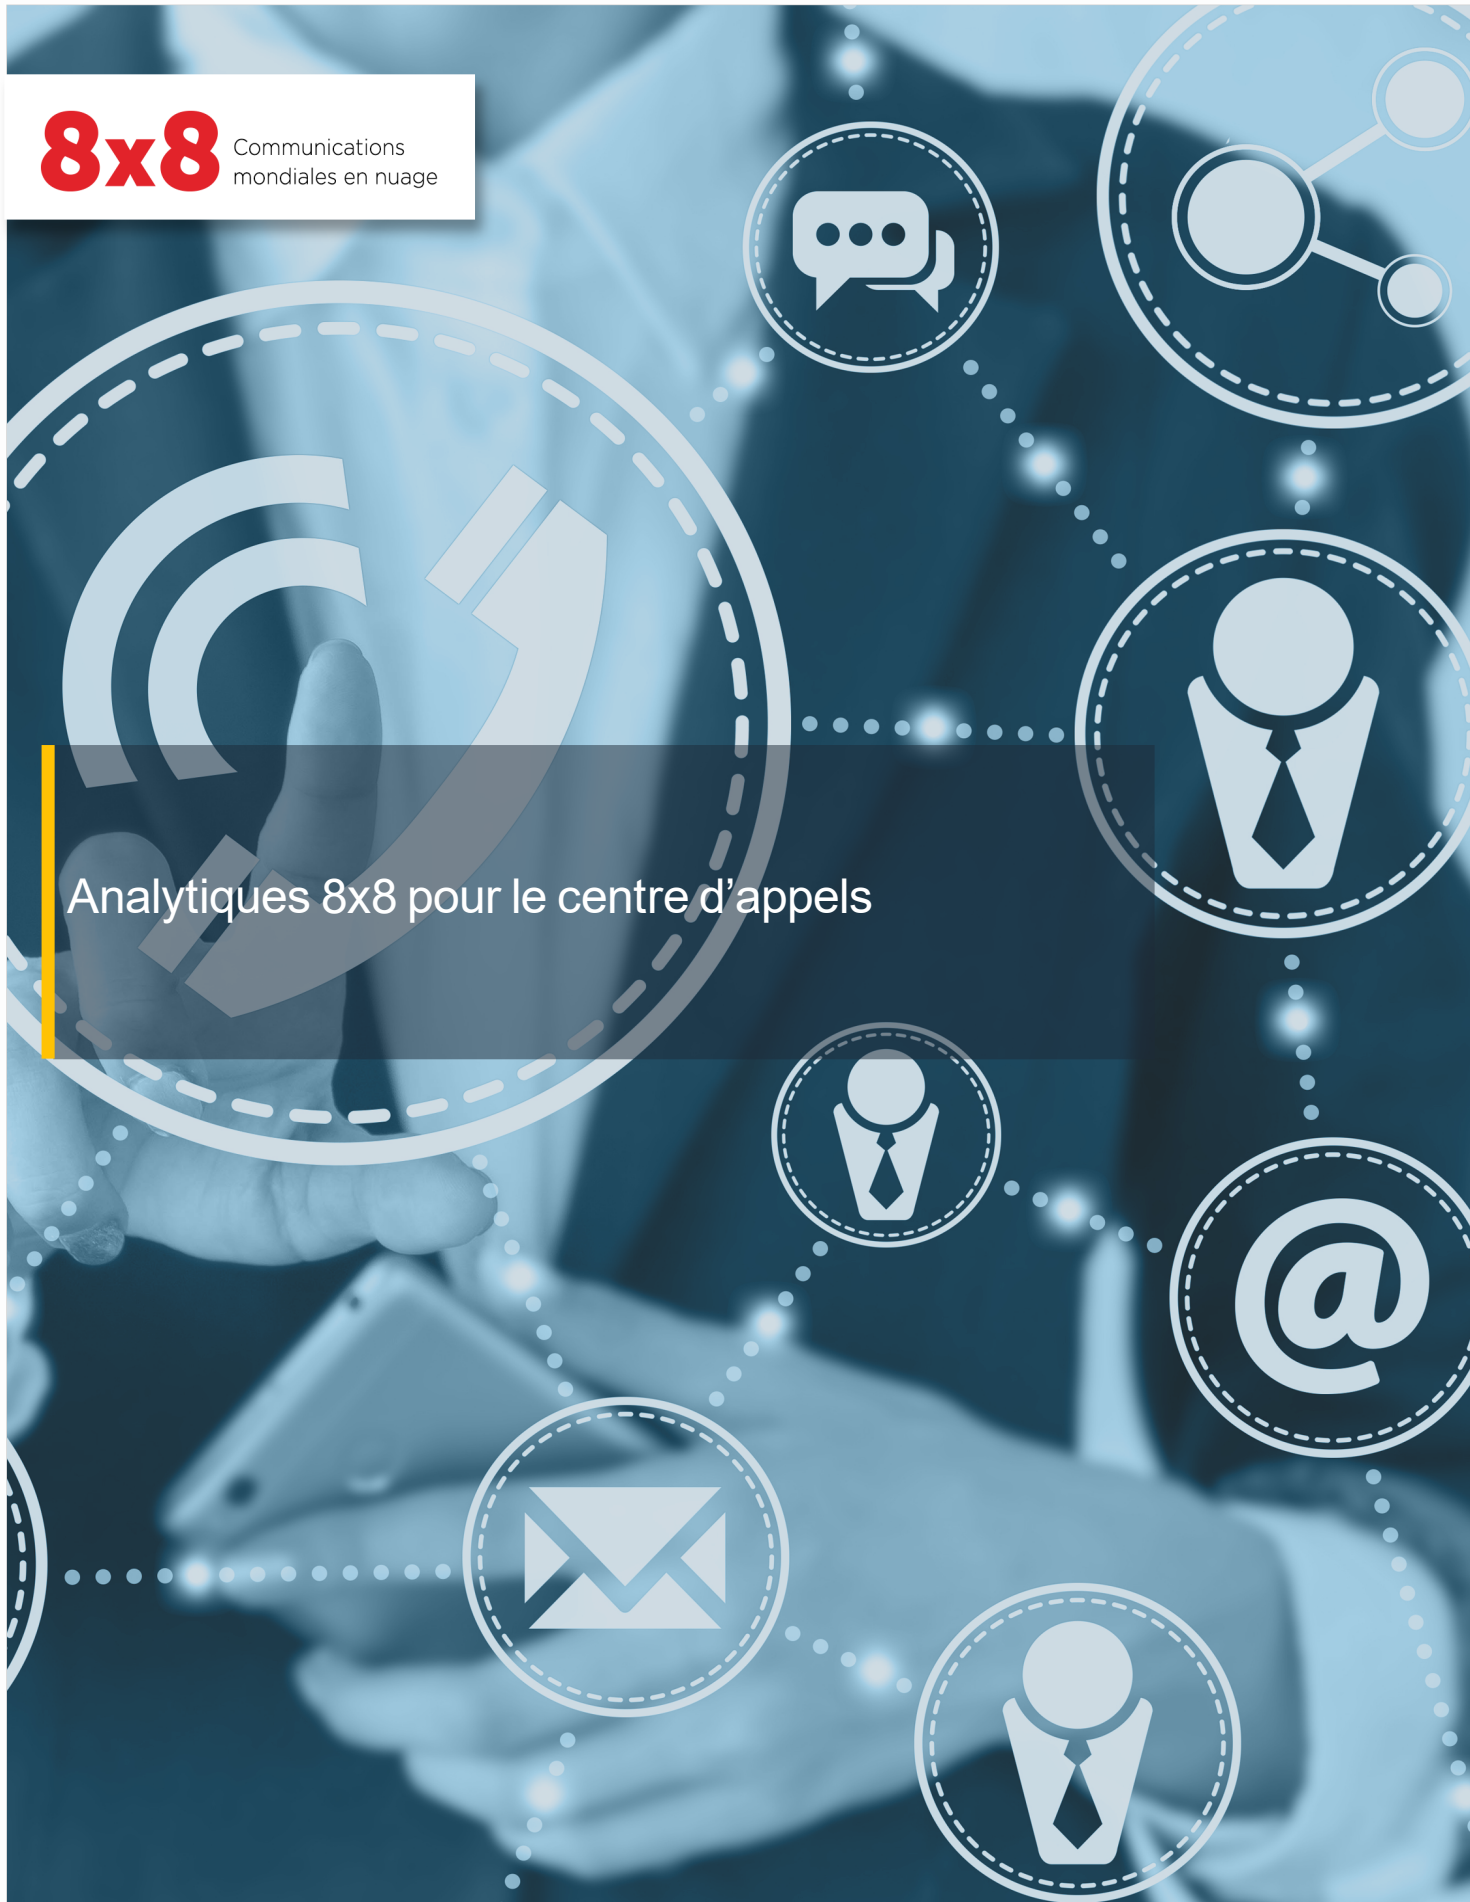 8x8
Communications
mondiales en nuage
Analytiques 8x8 pour le centre d’appels